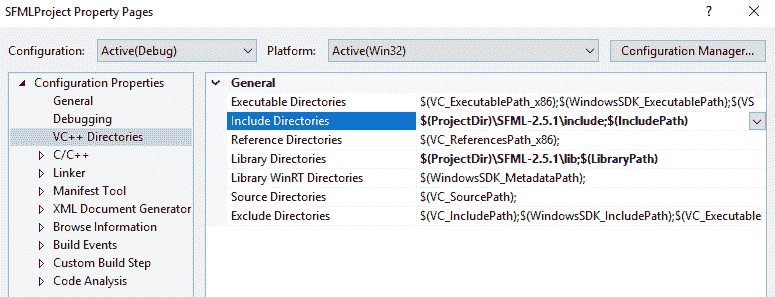 SFMLProject Property Pages ? ×
Configuration: Active(Debug) Platform: Active(Win32) Configuration Manager...
Configuration Properties
General
Debugging
VC++ Directories
C/C++
Linker
Manifest Tool
XML Document Generator
Browse Information
Build Events
Custom Build Step
Code Analysis
General
Executable Directories $(VC_ExecutablePath_x86);$(WindowsSDK_ExecutablePath);$(VS
Include Directories $(ProjectDir)\SFML-2.5.1\include;$(IncludePath)
Reference Directories $(VC_ReferencesPath_x86);
Library Directories $(ProjectDir)\SFML-2.5.1\lib;$(LibraryPath)
Library WinRT Directories $(WindowsSDK_MetadataPath);
Source Directories $(VC_SourcePath);
Exclude Directories $(VC_IncludePath);$(WindowsSDK_IncludePath);$(VC_Executable